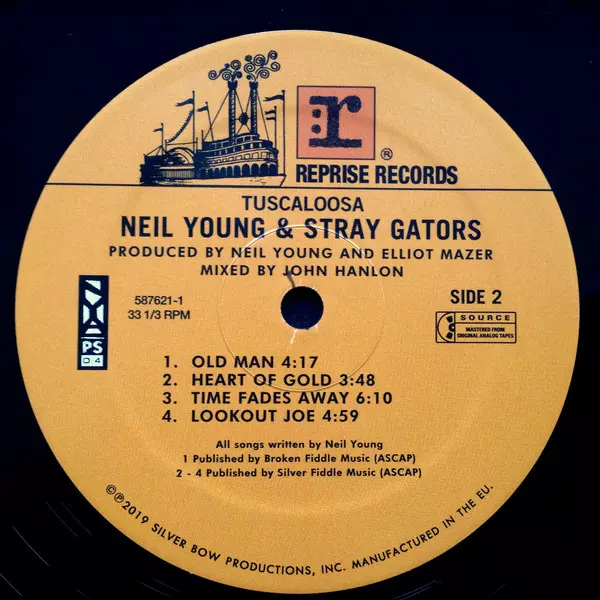 r
®
REPRISE RECORDS
TUSCALOOSA
NEIL YOUNG & STRAY GATORS
PRODUCED BY NEIL YOUNG AND ELLIOT MAZER
MIXED BY JOHN HANLON
NYA
PS
04
587621-1
33 1/3 RPM
SIDE 2
SOURCE
MASTERED FROM
ORIGINAL ANALOG TAPES
1. OLD MAN 4:17
2. HEART OF GOLD 3:48
3. TIME FADES AWAY 6:10
4. LOOKOUT JOE 4:59
All songs written by Neil Young
1 Published by Broken Fiddle Music (ASCAP)
2 - 4 Published by Silver Fiddle Music (ASCAP)
©℗2019 SILVER BOW PRODUCTIONS, INC. MANUFACTURED IN THE EU.